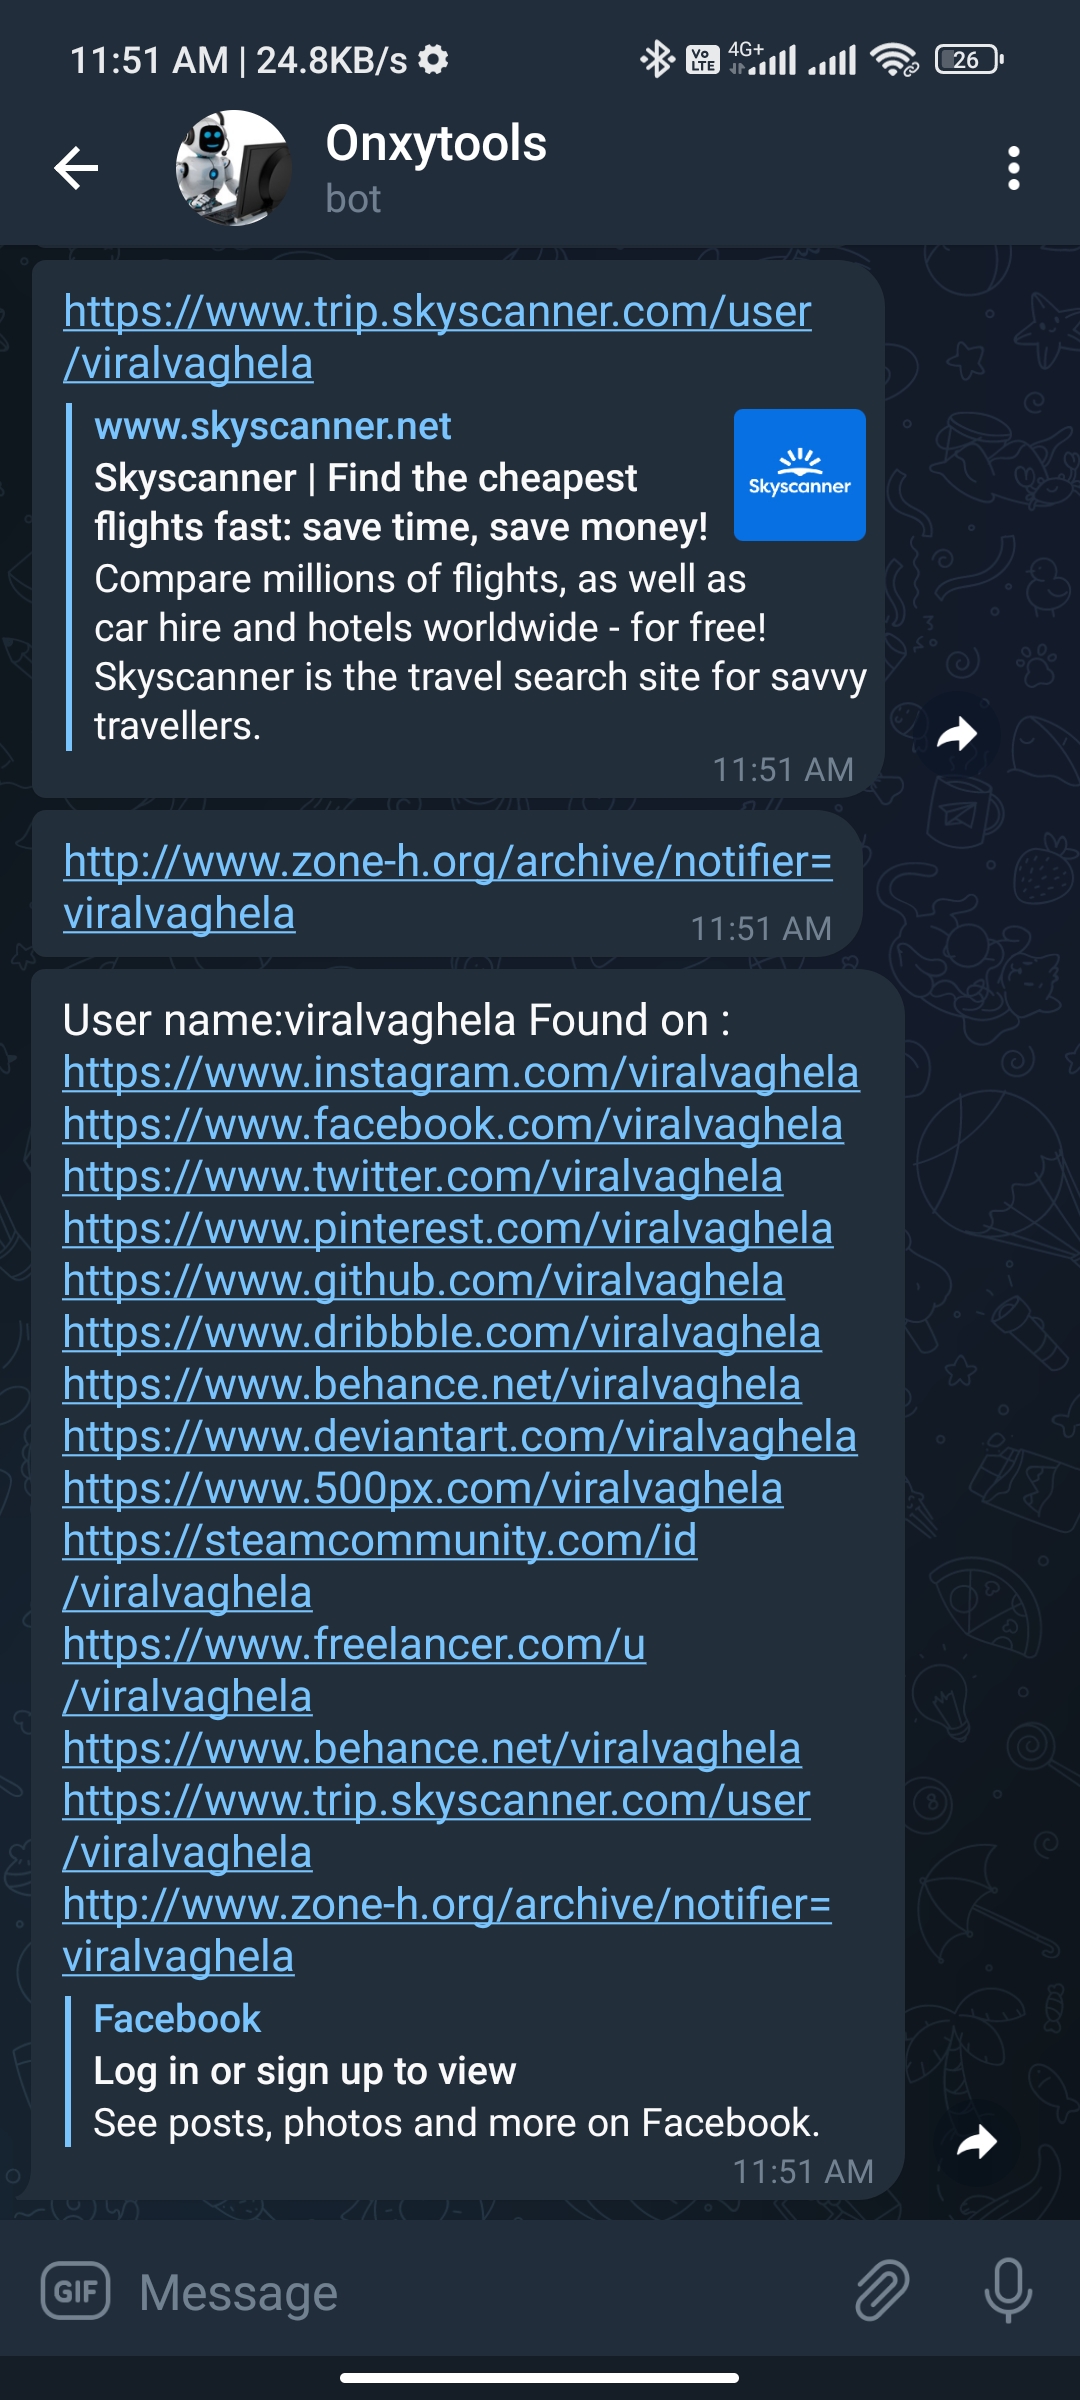 11:51 AM | 24.8KB/s
Vo LTE 4G+ 26
Onxytools
bot
https://www.trip.skyscanner.com/user
/viralvaghela
www.skyscanner.net
Skyscanner | Find the cheapest
flights fast: save time, save money!
Skyscanner
Compare millions of flights, as well as
car hire and hotels worldwide - for free!
Skyscanner is the travel search site for savvy
travellers.
11:51 AM
http://www.zone-h.org/archive/notifier=
viralvaghela
11:51 AM
User name:viralvaghela Found on :
https://www.instagram.com/viralvaghela
https://www.facebook.com/viralvaghela
https://www.twitter.com/viralvaghela
https://www.pinterest.com/viralvaghela
https://www.github.com/viralvaghela
https://www.dribbble.com/viralvaghela
https://www.behance.net/viralvaghela
https://www.deviantart.com/viralvaghela
https://www.500px.com/viralvaghela
https://steamcommunity.com/id
/viralvaghela
https://www.freelancer.com/u
/viralvaghela
https://www.behance.net/viralvaghela
https://www.trip.skyscanner.com/user
/viralvaghela
http://www.zone-h.org/archive/notifier=
viralvaghela
Facebook
Log in or sign up to view
See posts, photos and more on Facebook.
11:51 AM
GIF Message